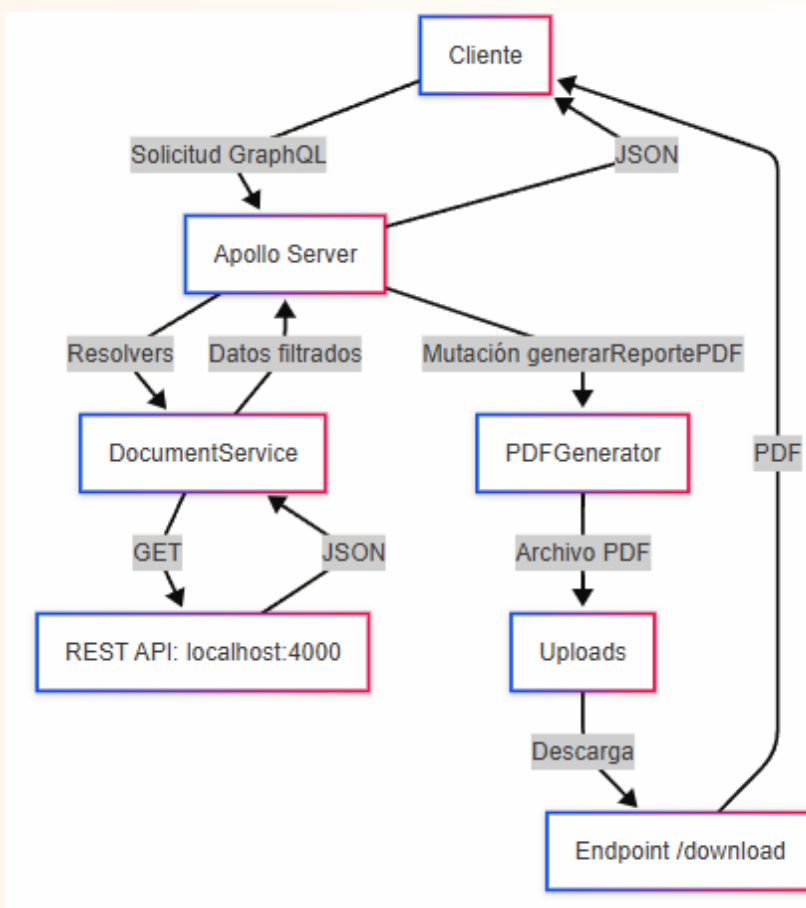 Cliente
Solicitud GraphQL
JSON
Apollo Server
Resolvers
Datos filtrados
Mutación generarReportePDF
DocumentService
PDFGenerator
PDF
GET
JSON
Archivo PDF
REST API: localhost:4000
Uploads
Descarga
Endpoint /download